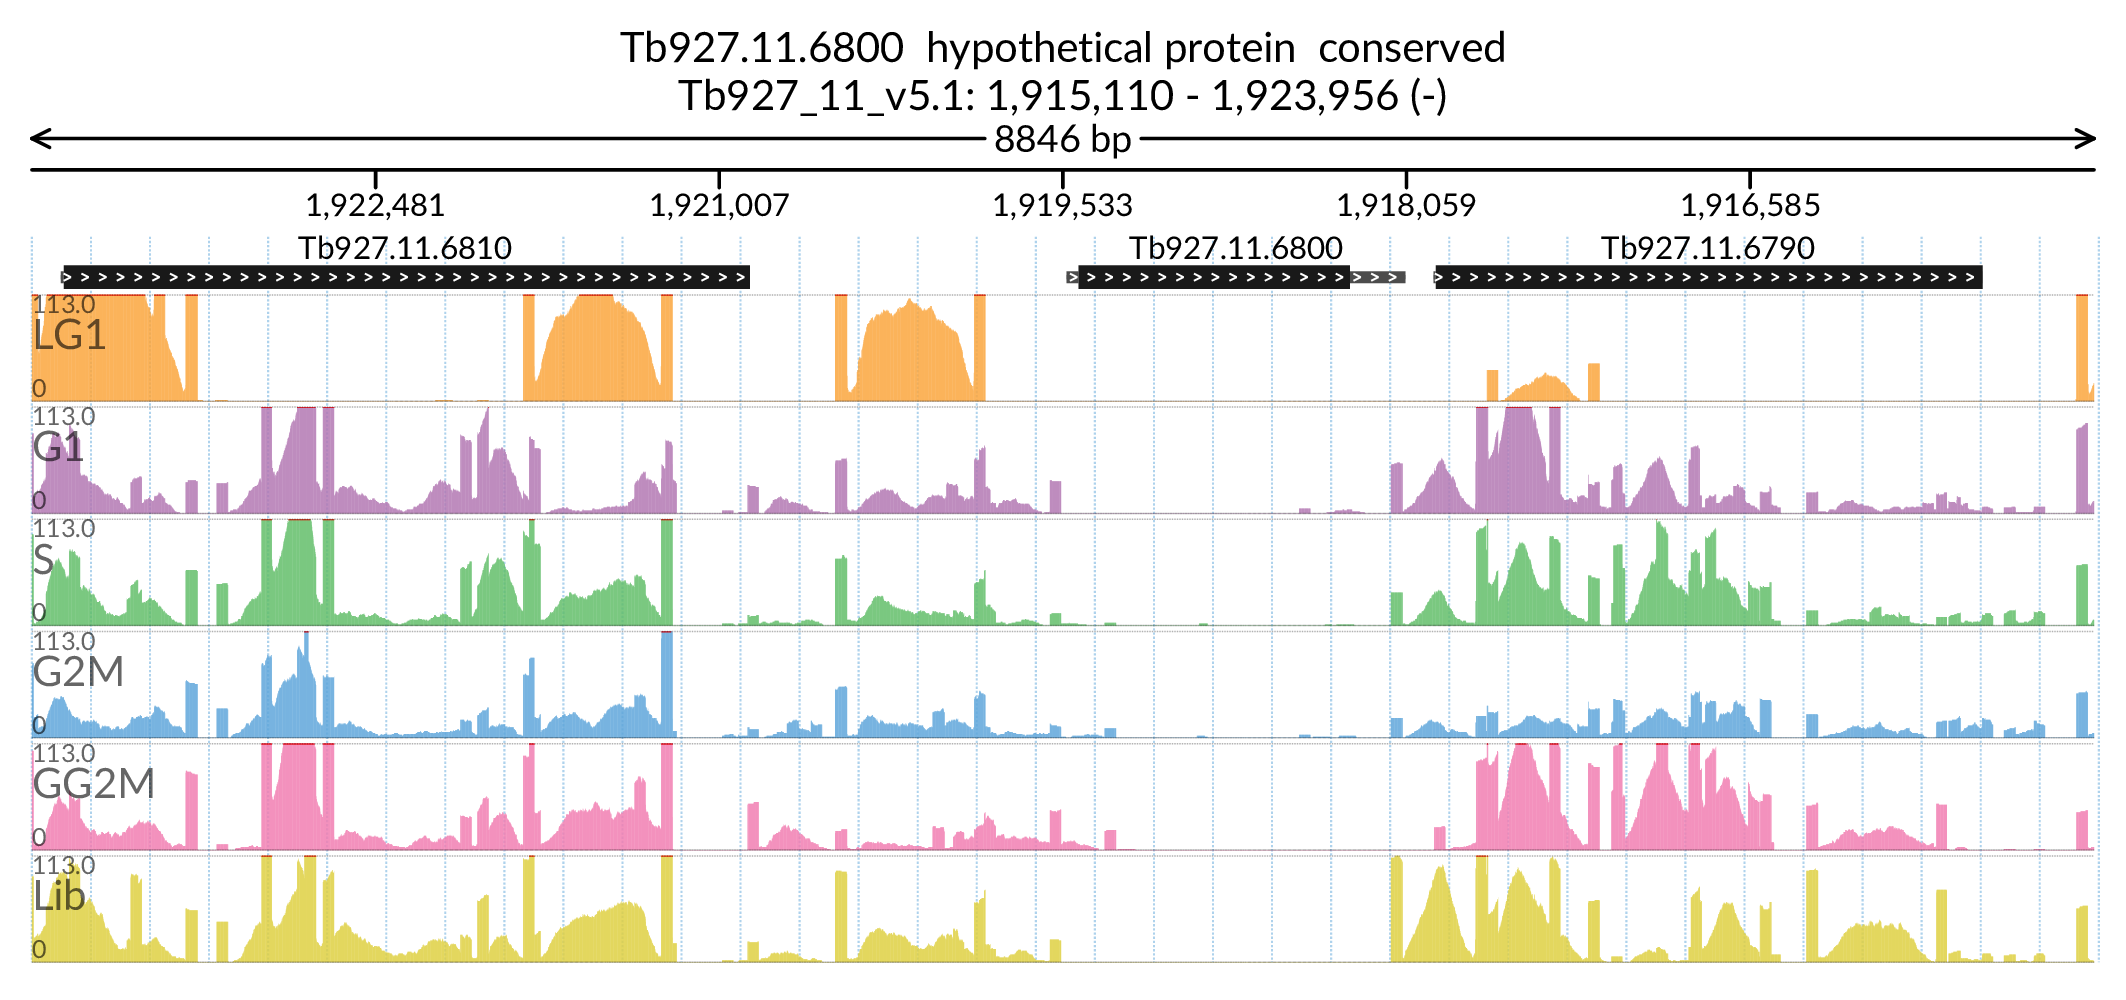 Tb927.11.6800 hypothetical protein conserved
Tb927_11_v5.1: 1,915,110 - 1,923,956 (-)
8846 bp
1,922,481 1,921,007 1,919,533 1,918,059 1,916,585
Tb927.11.6810 Tb927.11.6800 Tb927.11.6790
113.0
LG1
0
113.0
G1
0
113.0
S
0
113.0
G2M
0
113.0
GG2M
0
113.0
Lib
0